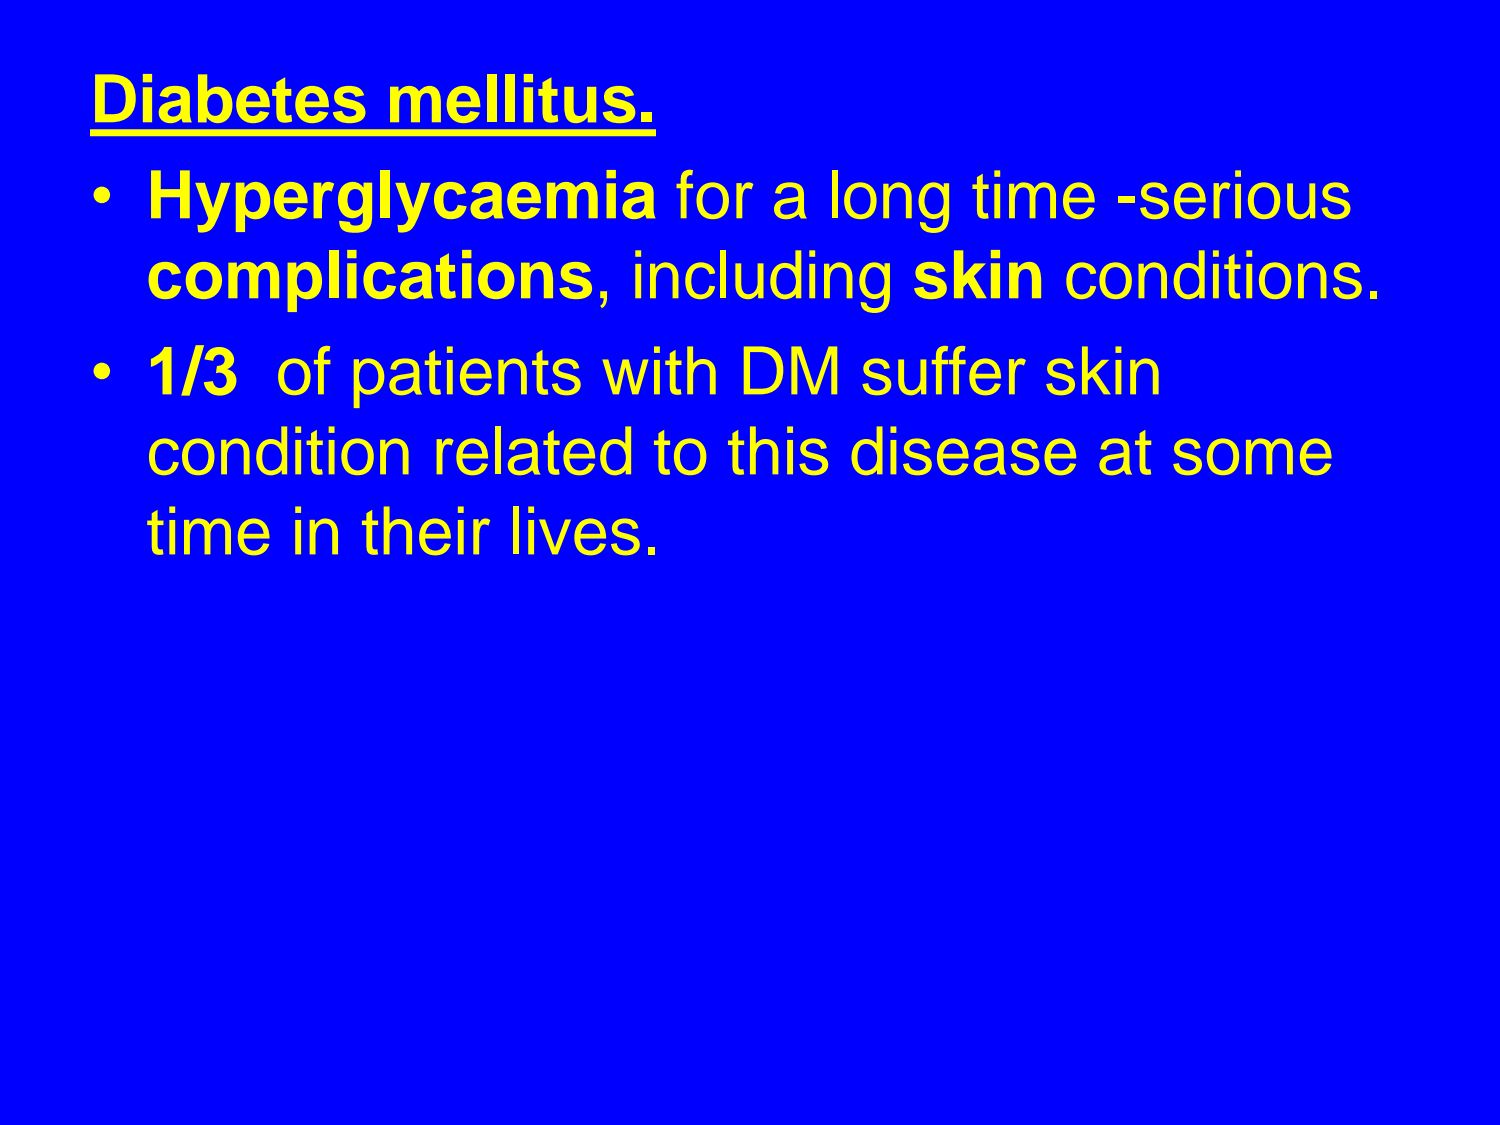 Diabetes mellitus.
• Hyperglycaemia for a long time -serious
complications, including skin conditions.
• 1/3  of patients with DM suffer skin
condition related to this disease at some
time in their lives.